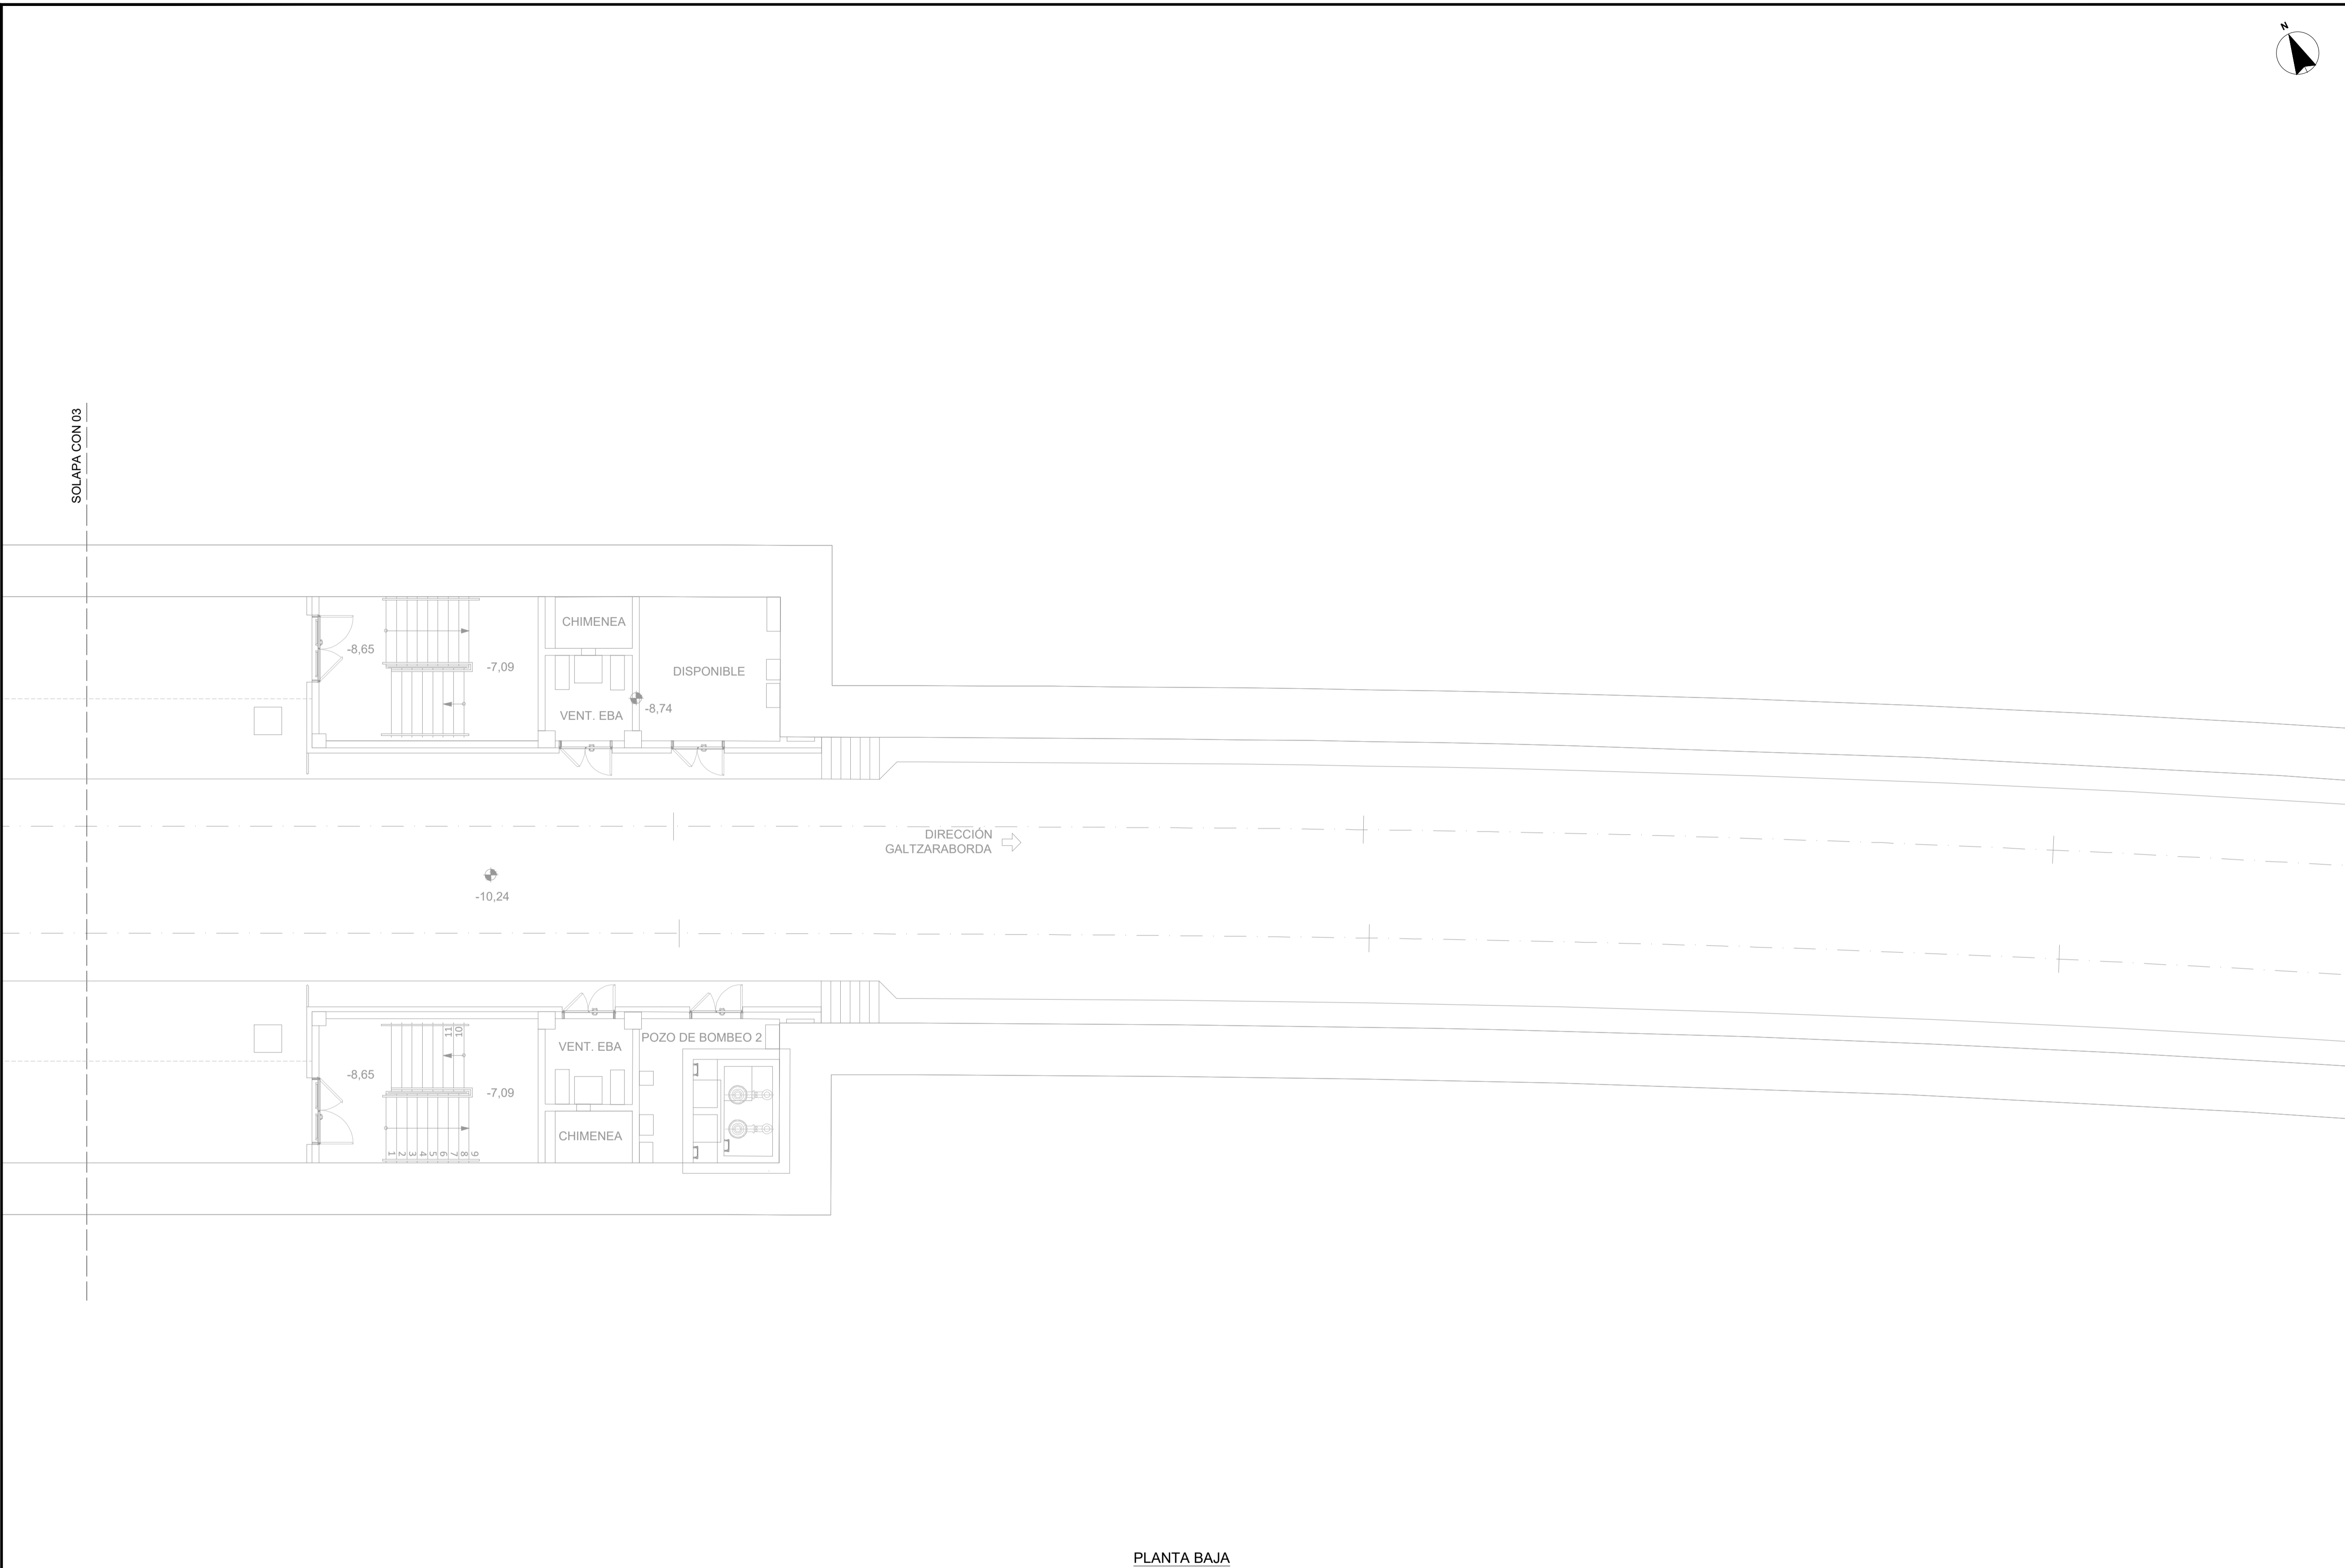 N
SOLAPA CON 03
CHIMENEA
-8,65
-7,09
DISPONIBLE
-8,74
VENT. EBA
DIRECCIÓN
GALTZARABORDA
-10,24
11
10
VENT. EBA
POZO DE BOMBEO 2
-8,65
-7,09
CHIMENEA
1
2
3
4
5
6
7
8
9
PLANTA BAJA